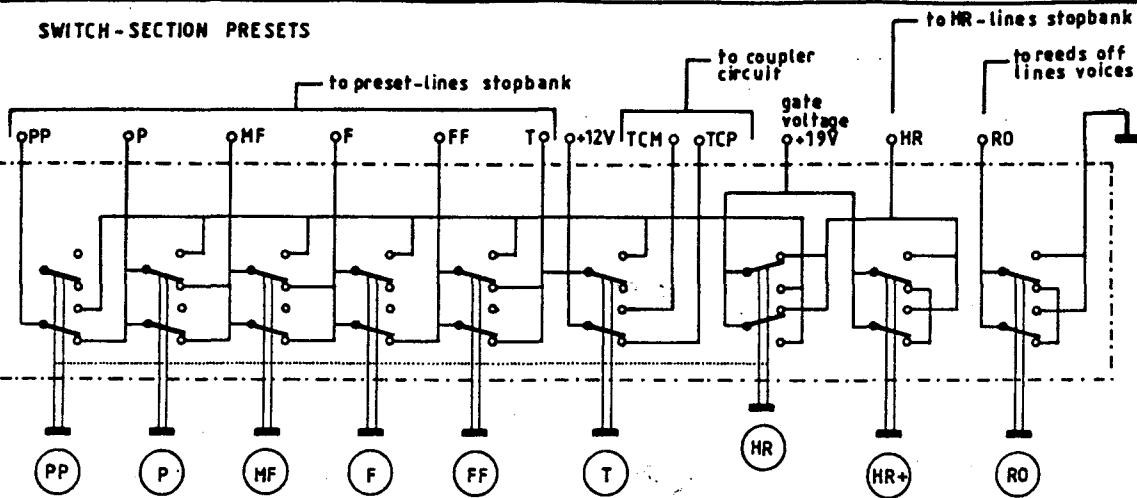 SWITCH-SECTION PRESETS
to HR-lines stopbank
to preset-lines stopbank
to coupler
circuit
to reeds off
lines voices
gate
voltage
PP P MF F FF T +12V TCM TCP +19V HR RO
PP P MF F FF T HR HR+ RO